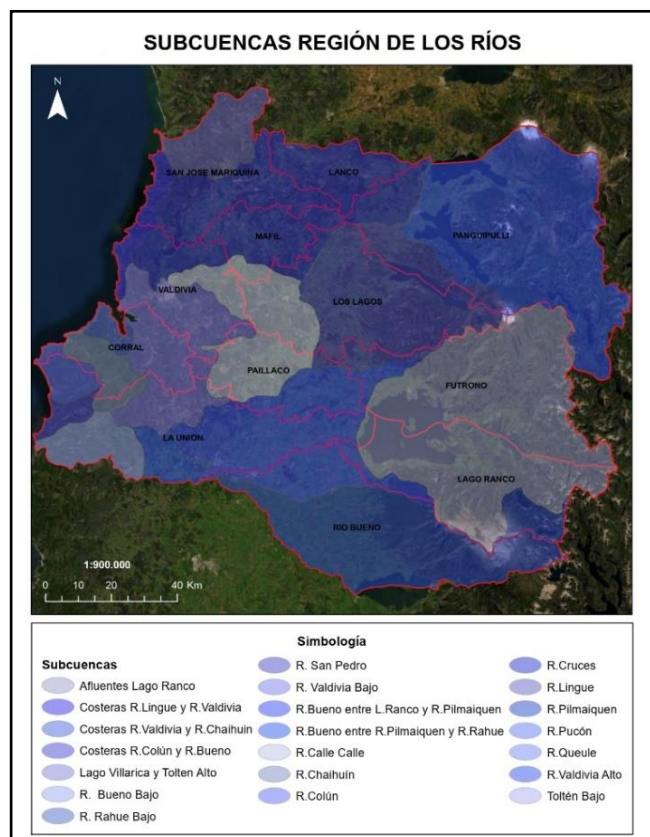 SUBCUENCAS REGIÓN DE LOS RÍOS
N
SAN JOSE MARIQUINA
LANCO
MAFIL
PANGUIPULLI
VALDIVIA
LOS LAGOS
CORRAL
PAILLACO
FUTRONO
LA UNION
LAGO RANCO
RIO BUENO
1:900.000
0 10 20 40 Km
Simbología
Subcuencas
Afluentes Lago Ranco
Costeras R.Lingue y R.Valdivia
Costeras R.Valdivia y R.Chaihuin
Costeras R.Colún y R.Bueno
Lago Villarica y Tolten Alto
R. Bueno Bajo
R. Rahue Bajo
R. San Pedro
R. Valdivia Bajo
R.Bueno entre L.Ranco y R.Pilmaiquen
R.Bueno entre R.Pilmaiquen y R.Rahue
R.Calle Calle
R.Chaihuín
R.Colún
R.Cruces
R.Lingue
R.Pilmaiquen
R.Pucón
R.Queule
R.Valdivia Alto
Toltén Bajo